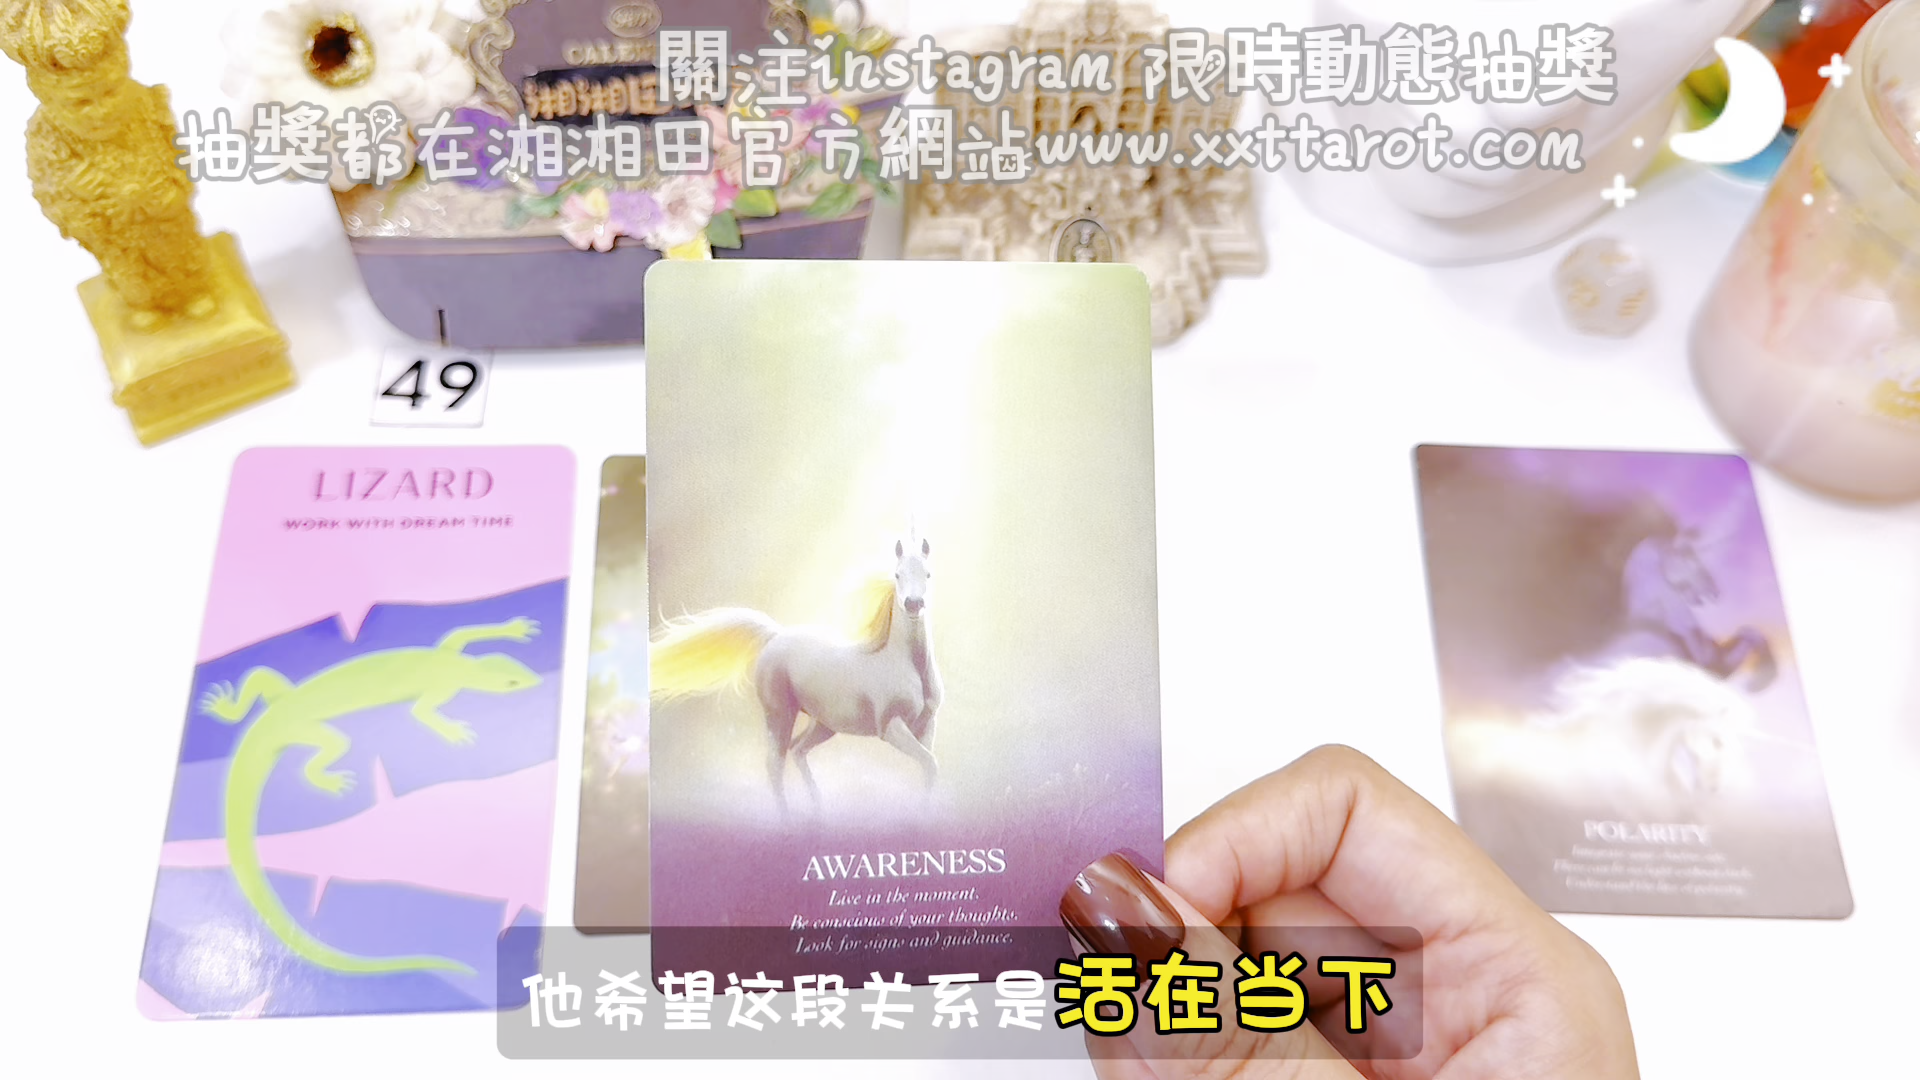 關注instagram 限時動態抽獎
抽獎都在湘湘田官方網站www.xxttarot.com
49
LIZARD
WORK WITH DREAM TIME
AWARENESS
Live in the moment.
Be conscious of your thoughts.
Look for signs and guidance.
POLARITY
他希望这段关系是活在当下